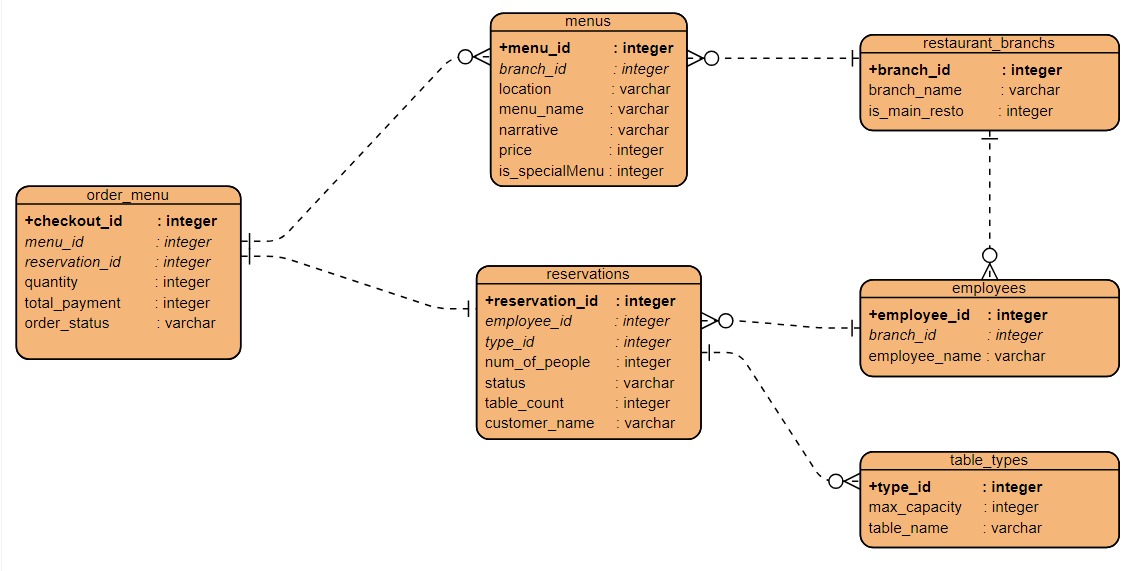 menus
+menu_id : integer
branch_id : integer
location : varchar
menu_name : varchar
narrative : varchar
price : integer
is_specialMenu : integer
restaurant_branchs
+branch_id : integer
branch_name : varchar
is_main_resto : integer
order_menu
+checkout_id : integer
menu_id : integer
reservation_id : integer
quantity : integer
total_payment : integer
order_status : varchar
reservations
+reservation_id : integer
employee_id : integer
type_id : integer
num_of_people : integer
status : varchar
table_count : integer
customer_name : varchar
employees
+employee_id : integer
branch_id : integer
employee_name : varchar
table_types
+type_id : integer
max_capacity : integer
table_name : varchar